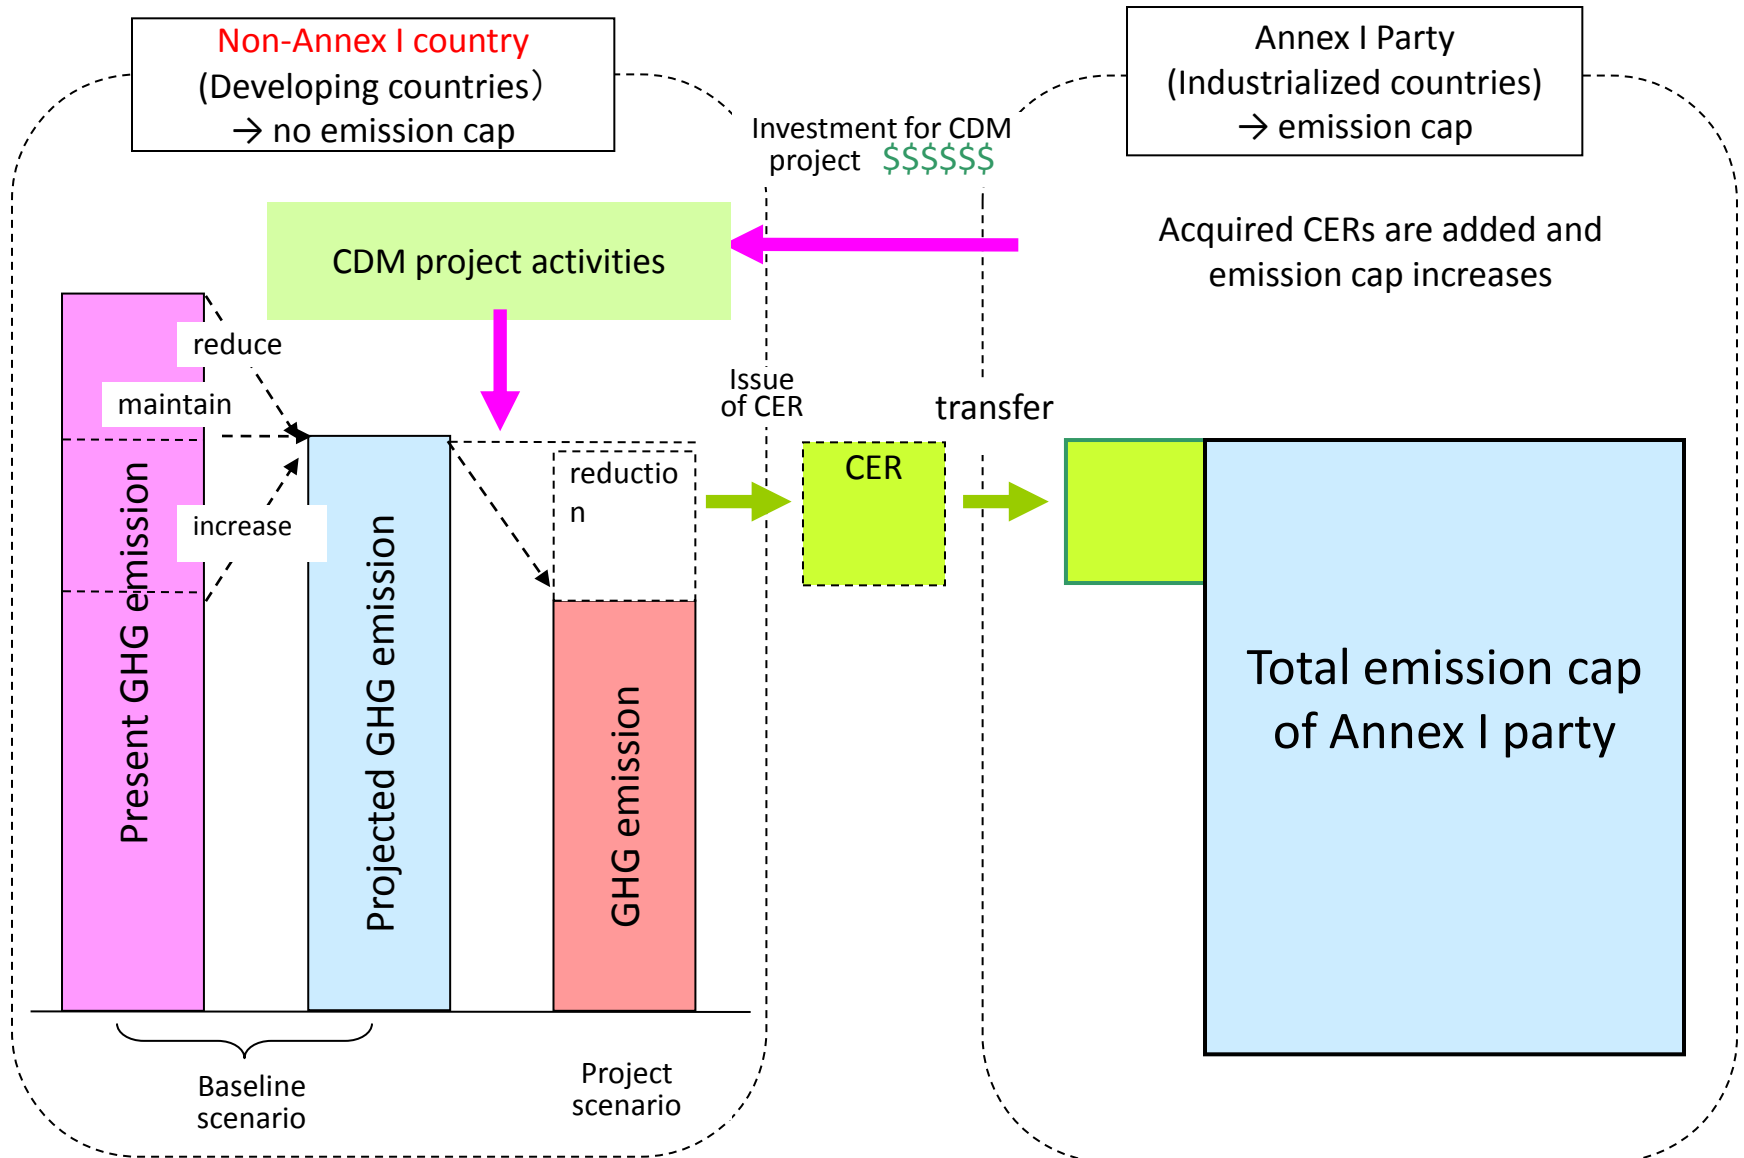 Non-Annex I country
(Developing countries）
→ no emission cap
Annex I Party
(Industrialized countries)
→ emission cap
Investment for CDM
project $$$$$$
CDM project activities
Acquired CERs are added and
emission cap increases
reduce
maintain
increase
Present GHG emission
Projected GHG emission
reductio
n
GHG emission
Issue
of CER
CER
transfer
Total emission cap
of Annex I party
Baseline
scenario
Project
scenario